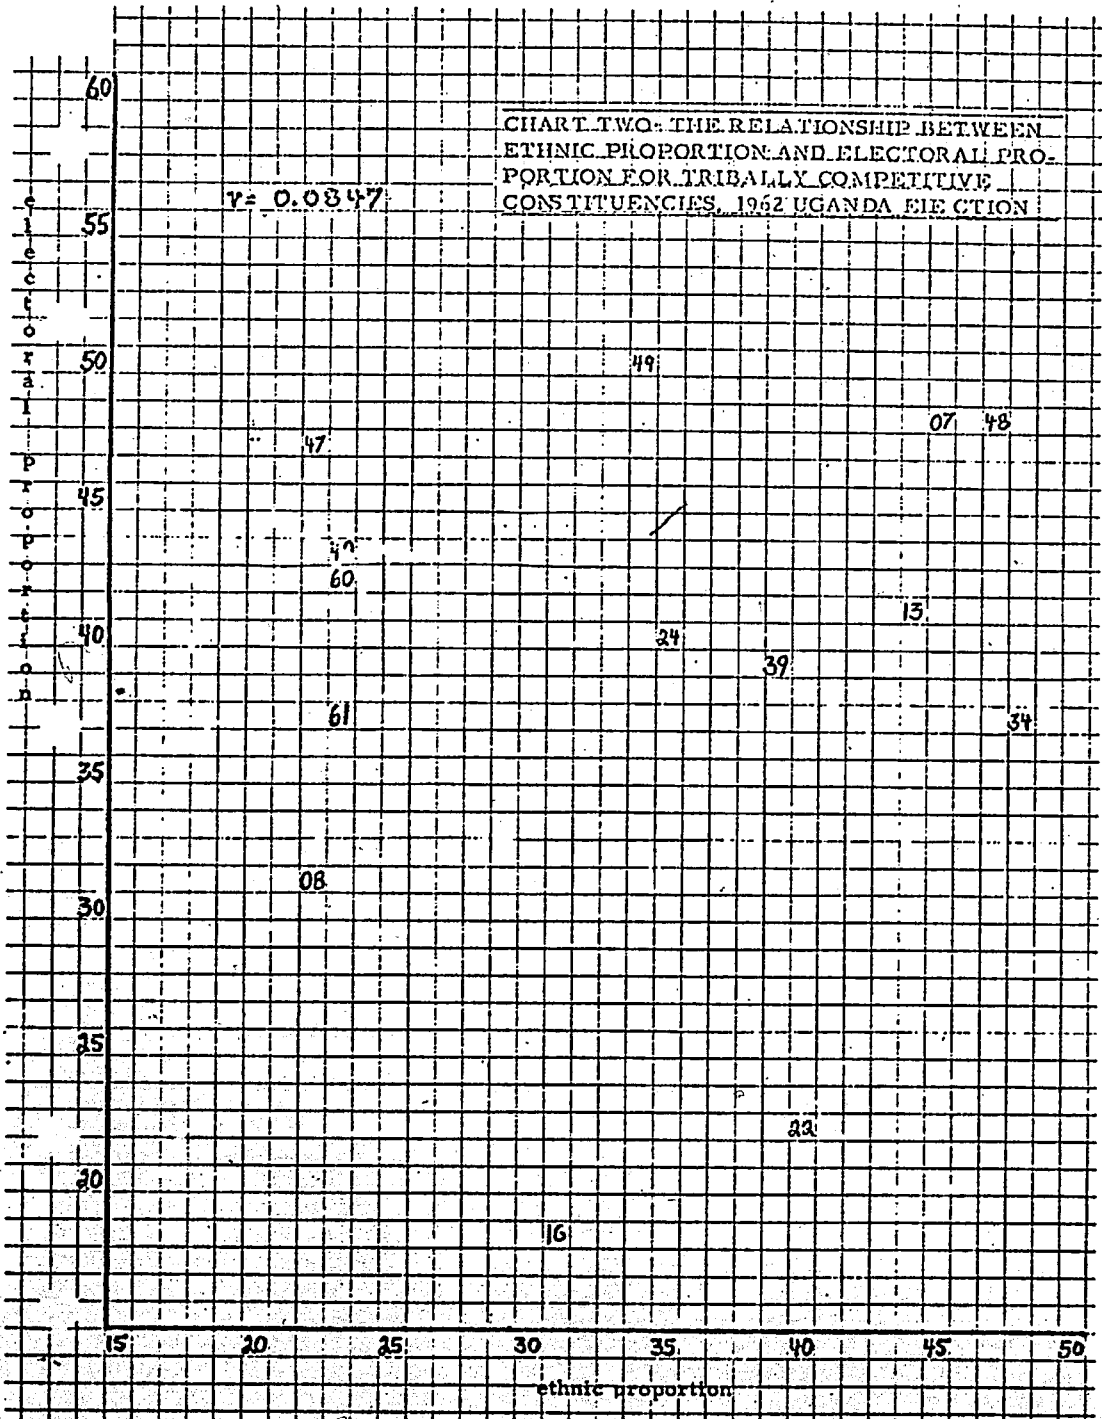 60
CHART TWO: THE RELATIONSHIP BETWEEN
ETHNIC PROPORTION AND ELECTORAL PRO-
PORTION FOR TRIBALLY COMPETITIVE
CONSTITUENCIES, 1962 UGANDA ElECTION
r= 0.0847
electoral proportion
55
50
49
07 48
47
45
60
13
40
24
39
61
34
35
08
30
25
22
20
16
15 20 25 30 35 40 45 50
ethnic proportion